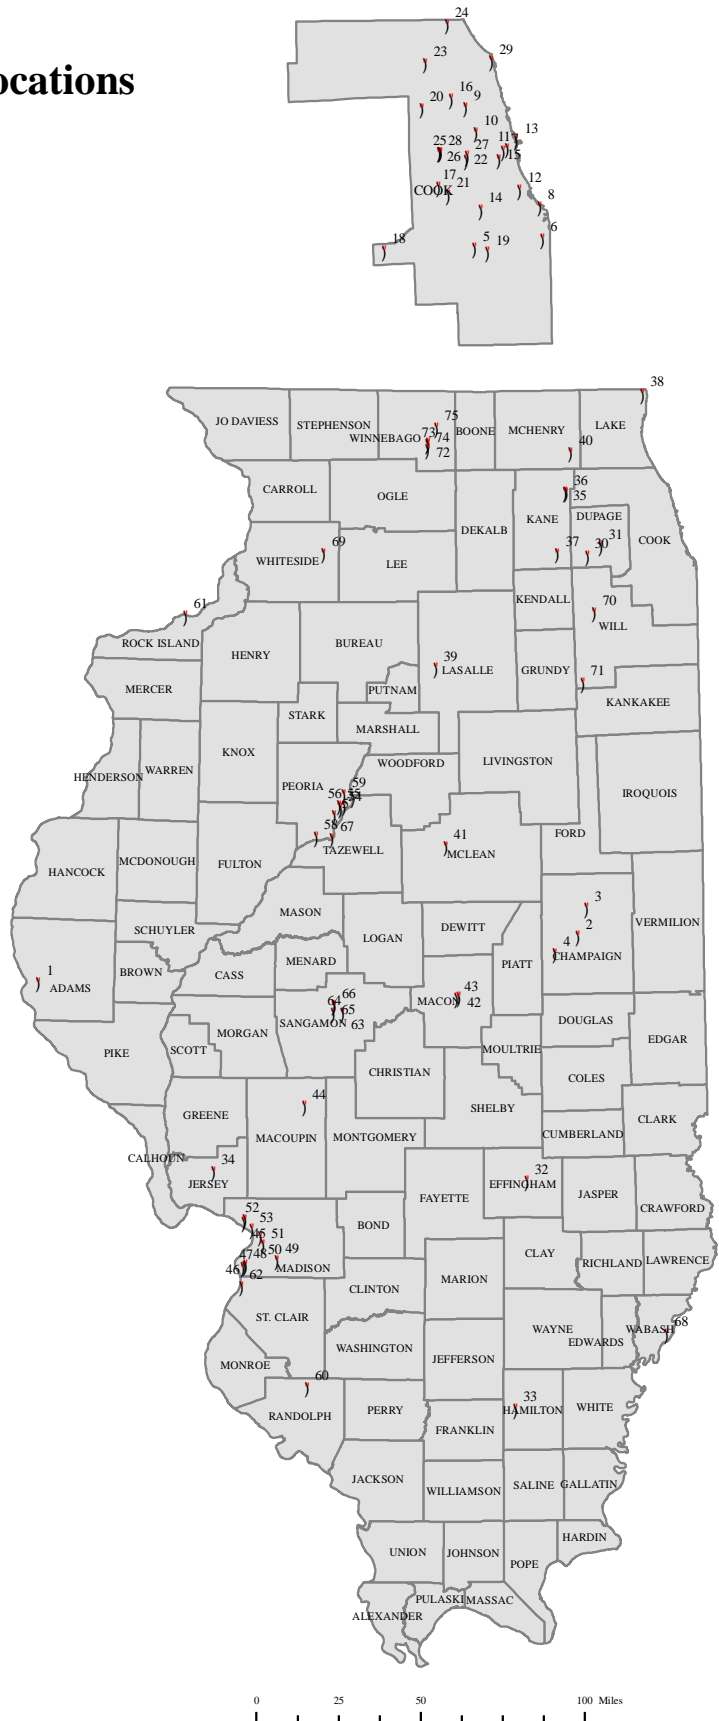 ocations
24
23
29
20
16
9
10
13
25 28
27
11 7
26
22
15
17
21
COOK
12
8
14
6
18
5
19
38
JO DAVIESS
STEPHENSON
WINNEBAGO
75
73 74
72
BOONE
MCHENRY
LAKE
40
CARROLL
OGLE
DEKALB
KANE
36
35
DUPAGE
COOK
WHITESIDE
69
LEE
37
30
31
KENDALL
70
WILL
61
ROCK ISLAND
HENRY
BUREAU
39
LASALLE
GRUNDY
71
KANKAKEE
MERCER
PUTNAM
STARK
MARSHALL
KNOX
WOODFORD
LIVINGSTON
HENDERSON
WARREN
PEORIA
59
56
55
54
57
IROQUOIS
58
67
TAZEWELL
41
MCLEAN
FORD
HANCOCK
MCDONOUGH
FULTON
MASON
3
SCHUYLER
LOGAN
DEWITT
2
VERMILION
4
CHAMPAIGN
PIATT
1
ADAMS
BROWN
CASS
MENARD
66
64
65
63
SANGAMON
MACON
43
42
DOUGLAS
PIKE
SCOTT
MORGAN
CHRISTIAN
MOULTRIE
EDGAR
COLES
44
GREENE
MACOUPIN
MONTGOMERY
SHELBY
CUMBERLAND
CLARK
CALHOUN
34
JERSEY
32
EFFINGHAM
FAYETTE
JASPER
CRAWFORD
52
53
45
51
BOND
47 48
50 49
46
62
MADISON
CLAY
RICHLAND
LAWRENCE
MARION
CLINTON
ST. CLAIR
WAYNE
EDWARDS
WABASH
68
WASHINGTON
JEFFERSON
MONROE
60
RANDOLPH
PERRY
33
HAMILTON
WHITE
FRANKLIN
JACKSON
WILLIAMSON
SALINE
GALLATIN
UNION
JOHNSON
POPE
HARDIN
ALEXANDER
PULASKI
MASSAC
0 25 50 100 Miles